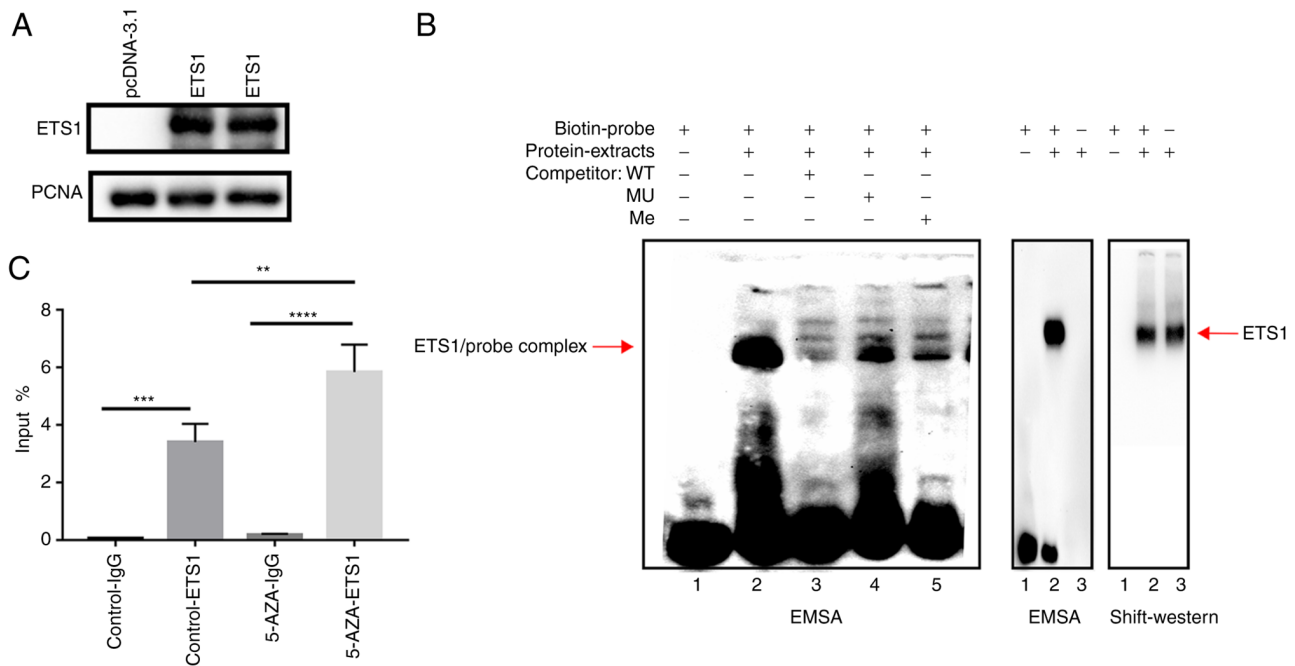 A
pcDNA-3.1
ETS1
ETS1
ETS1
PCNA
B
Biotin-probe + + + + + + + − + + −
Protein-extracts − + + + + − + + − + +
Competitor: WT − − + − −
MU − − − + −
Me − − − − +
ETS1/probe complex
ETS1
1 2 3 4 5 1 2 3 1 2 3
EMSA EMSA Shift-western
C
**
****
***
Input %
8
6
4
2
0
Control-IgG
Control-ETS1
5-AZA-IgG
5-AZA-ETS1